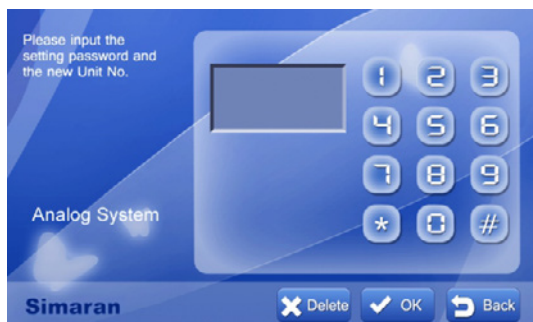 Please input the
setting password and
the new Unit No.
1 2 3
4 5 6
7 8 9
* 0 #
Analog System
Simaran
Delete OK Back